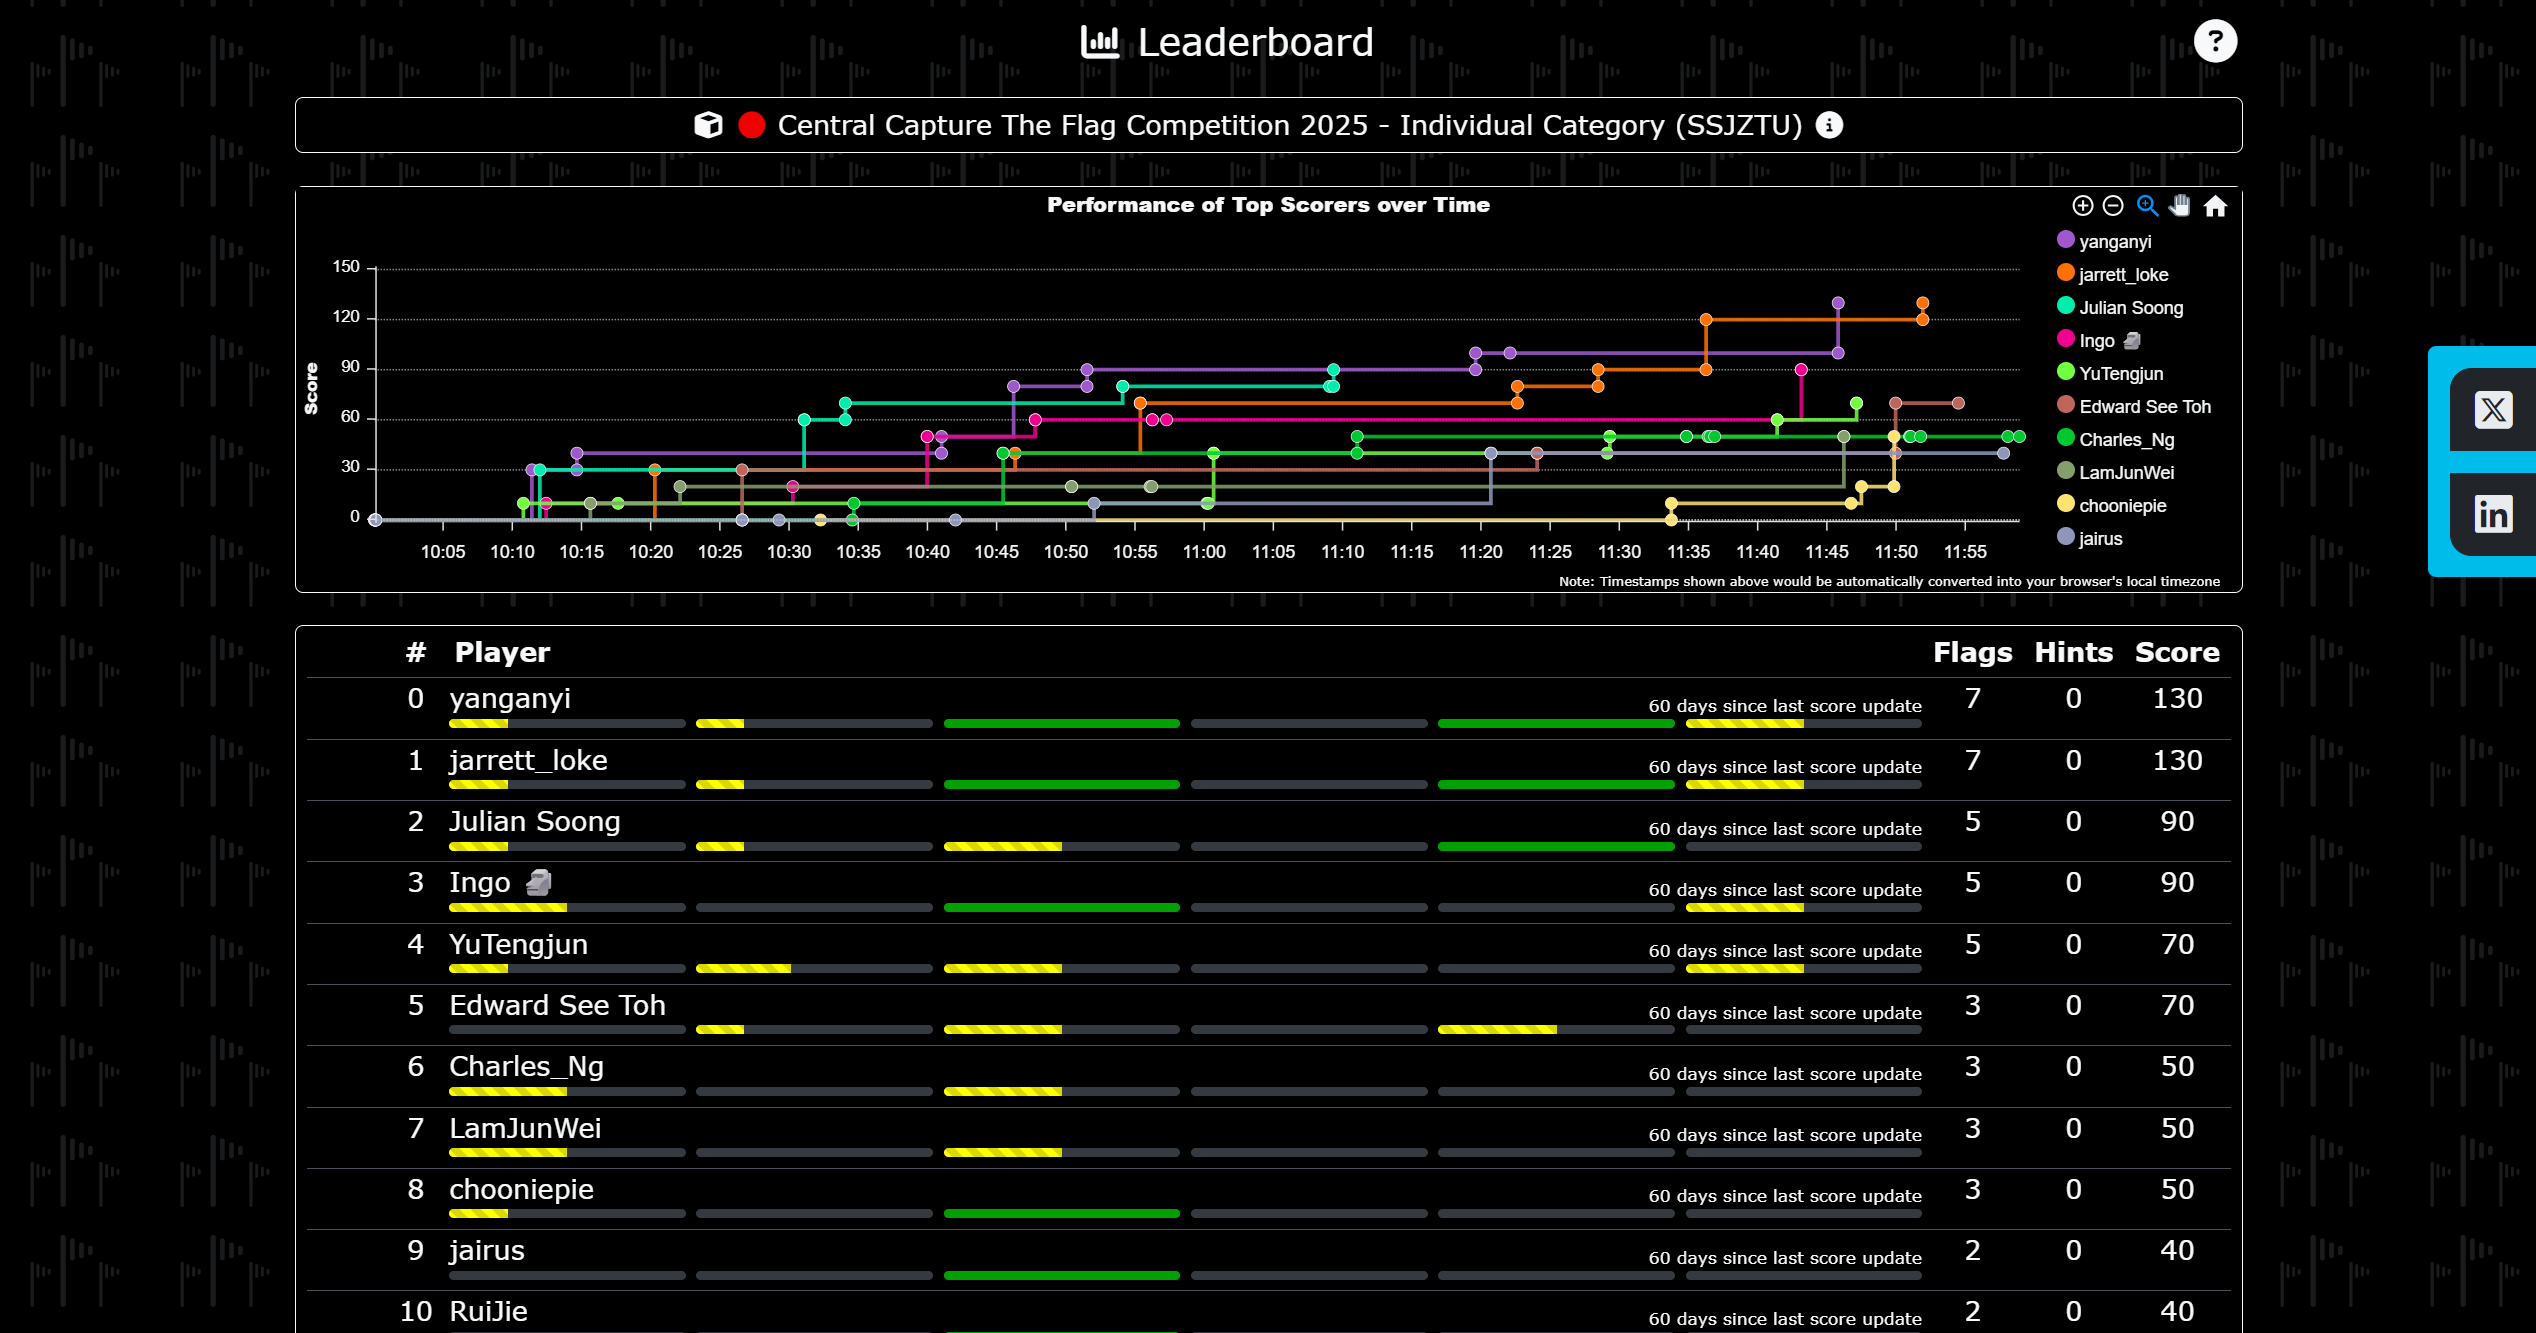 Leaderboard
?
Central Capture The Flag Competition 2025 - Individual Category (SSJZTU)
Performance of Top Scorers over Time
yanganyi
jarrett_loke
Julian Soong
Ingo 🗿
YuTengjun
Edward See Toh
Charles_Ng
LamJunWei
chooniepie
jairus
Score
150
120
90
60
30
0
10:05 10:10 10:15 10:20 10:25 10:30 10:35 10:40 10:45 10:50 10:55 11:00 11:05 11:10 11:15 11:20 11:25 11:30 11:35 11:40 11:45 11:50 11:55
Note: Timestamps shown above would be automatically converted into your browser's local timezone
# Player Flags Hints Score
0 yanganyi 60 days since last score update 7 0 130
1 jarrett_loke 60 days since last score update 7 0 130
2 Julian Soong 60 days since last score update 5 0 90
3 Ingo 🗿 60 days since last score update 5 0 90
4 YuTengjun 60 days since last score update 5 0 70
5 Edward See Toh 60 days since last score update 3 0 70
6 Charles_Ng 60 days since last score update 3 0 50
7 LamJunWei 60 days since last score update 3 0 50
8 chooniepie 60 days since last score update 3 0 50
9 jairus 60 days since last score update 2 0 40
10 RuiJie 60 days since last score update 2 0 40
X
in